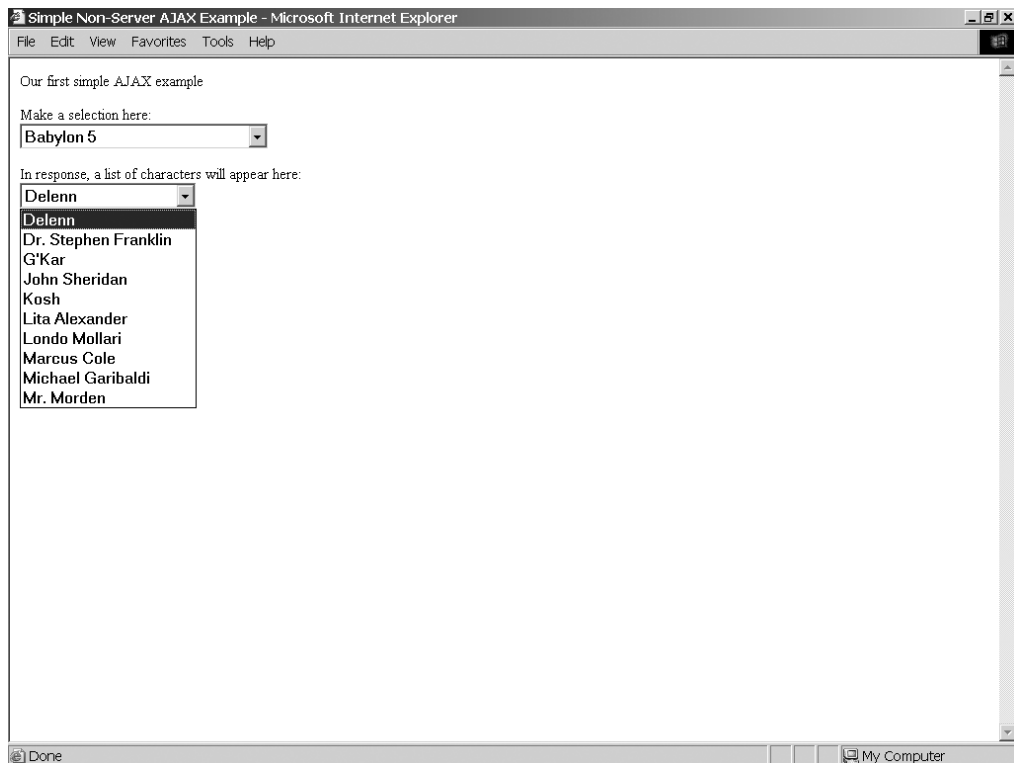 Simple Non-Server AJAX Example - Microsoft Internet Explorer
File Edit View Favorites Tools Help
Our first simple AJAX example
Make a selection here:
Babylon 5
In response, a list of characters will appear here:
Delenn
Delenn
Dr. Stephen Franklin
G'Kar
John Sheridan
Kosh
Lita Alexander
Londo Mollari
Marcus Cole
Michael Garibaldi
Mr. Morden
Done
My Computer